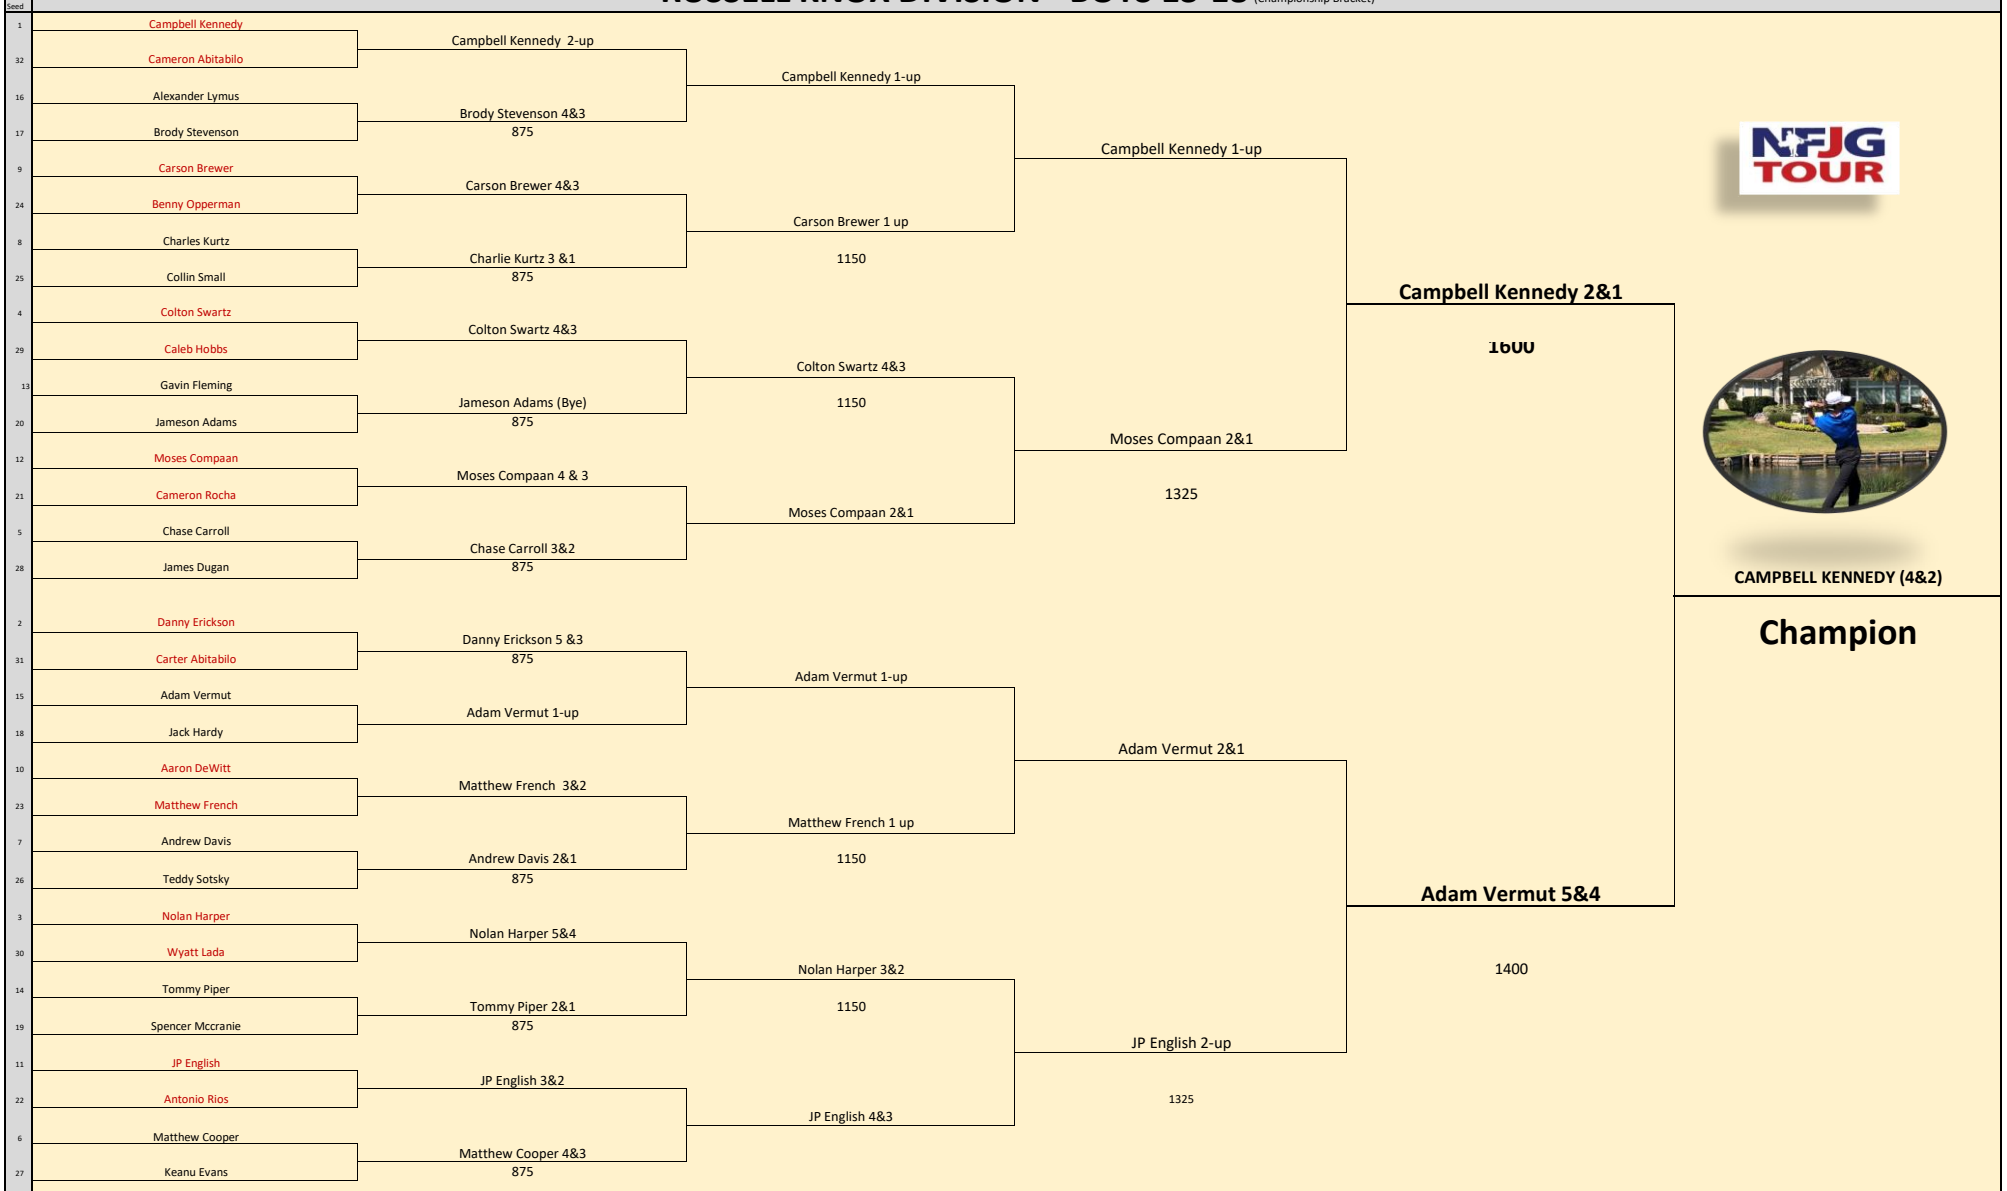 Seed
1
Campbell Kennedy
32
Cameron Abitabilo
16
Alexander Lymus
17
Brody Stevenson
9
Carson Brewer
24
Benny Opperman
8
Charles Kurtz
25
Collin Small
4
Colton Swartz
29
Caleb Hobbs
13
Gavin Fleming
20
Jameson Adams
12
Moses Compaan
21
Cameron Rocha
5
Chase Carroll
28
James Dugan
2
Danny Erickson
31
Carter Abitabilo
15
Adam Vermut
18
Jack Hardy
10
Aaron DeWitt
23
Matthew French
7
Andrew Davis
26
Teddy Sotsky
3
Nolan Harper
30
Wyatt Lada
14
Tommy Piper
19
Spencer Mccranie
11
JP English
22
Antonio Rios
6
Matthew Cooper
27
Keanu Evans
Campbell Kennedy 2-up
Brody Stevenson 4&3
875
Carson Brewer 4&3
Charlie Kurtz 3 &1
875
Colton Swartz 4&3
Jameson Adams (Bye)
875
Moses Compaan 4 & 3
Chase Carroll 3&2
875
Danny Erickson 5 &3
875
Adam Vermut 1-up
Matthew French 3&2
Andrew Davis 2&1
875
Nolan Harper 5&4
Tommy Piper 2&1
875
JP English 3&2
Matthew Cooper 4&3
875
Campbell Kennedy 1-up
Carson Brewer 1 up
1150
Colton Swartz 4&3
1150
Moses Compaan 2&1
Adam Vermut 1-up
Matthew French 1 up
1150
Nolan Harper 3&2
1150
JP English 4&3
Campbell Kennedy 1-up
Moses Compaan 2&1
1325
Adam Vermut 2&1
JP English 2-up
1325
Campbell Kennedy 2&1
1600
Adam Vermut 5&4
1400
NFJG
TOUR
CAMPBELL KENNEDY (4&2)
Champion